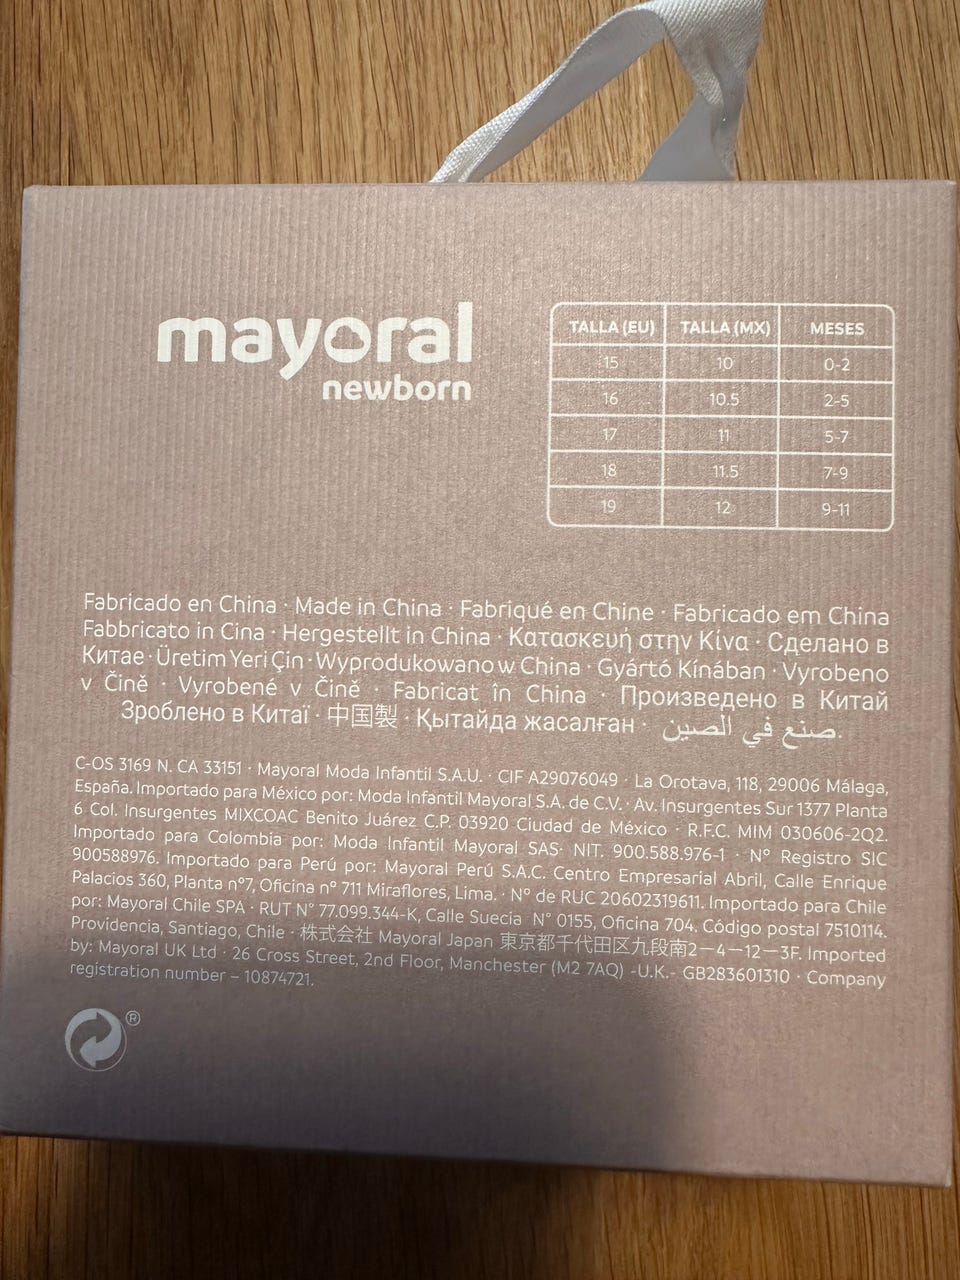 mayoral
newborn
TALLA (EU) TALLA (MX) MESES
15 10 0-2
16 10.5 2-5
17 11 5-7
18 11.5 7-9
19 12 9-11
Fabricado en China · Made in China · Fabriqué en Chine · Fabricado em China
Fabbricato in Cina · Hergestellt in China · Κατασκευή στην Κίνα · Сделано в
Китае · Üretim Yeri Çin · Wyprodukowano w China · Gyártó Kínában · Vyrobeno
v Čině · Vyrobené v Čině · Fabricat în China · Произведено в Китай
Зроблено в Китаї · 中国製 · Қытайда жасалған · صنع في الصين.
C-OS 3169 N. CA 33151 · Mayoral Moda Infantil S.A.U. · CIF A29076049 · La Orotava, 118, 29006 Málaga,
España. Importado para México por: Moda Infantil Mayoral S.A. de C.V. · Av. Insurgentes Sur 1377 Planta
6 Col. Insurgentes MIXCOAC Benito Juárez C.P. 03920 Ciudad de México · R.F.C. MIM 030606-2Q2.
Importado para Colombia por: Moda Infantil Mayoral SAS· NIT. 900.588.976-1 · N° Registro SIC
900588976. Importado para Perú por: Mayoral Perú S.A.C. Centro Empresarial Abril, Calle Enrique
Palacios 360, Planta nº7, Oficina nº 711 Miraflores, Lima. · N° de RUC 20602319611. Importado para Chile
por: Mayoral Chile SPA · RUT N° 77.099.344-K, Calle Suecia N° 0155, Oficina 704. Código postal 7510114.
Providencia, Santiago, Chile · 株式会社 Mayoral Japan 東京都千代田区九段南2－4－12－3F. Imported
by: Mayoral UK Ltd · 26 Cross Street, 2nd Floor, Manchester (M2 7AQ) -U.K.- GB283601310 · Company
registration number – 10874721.
®